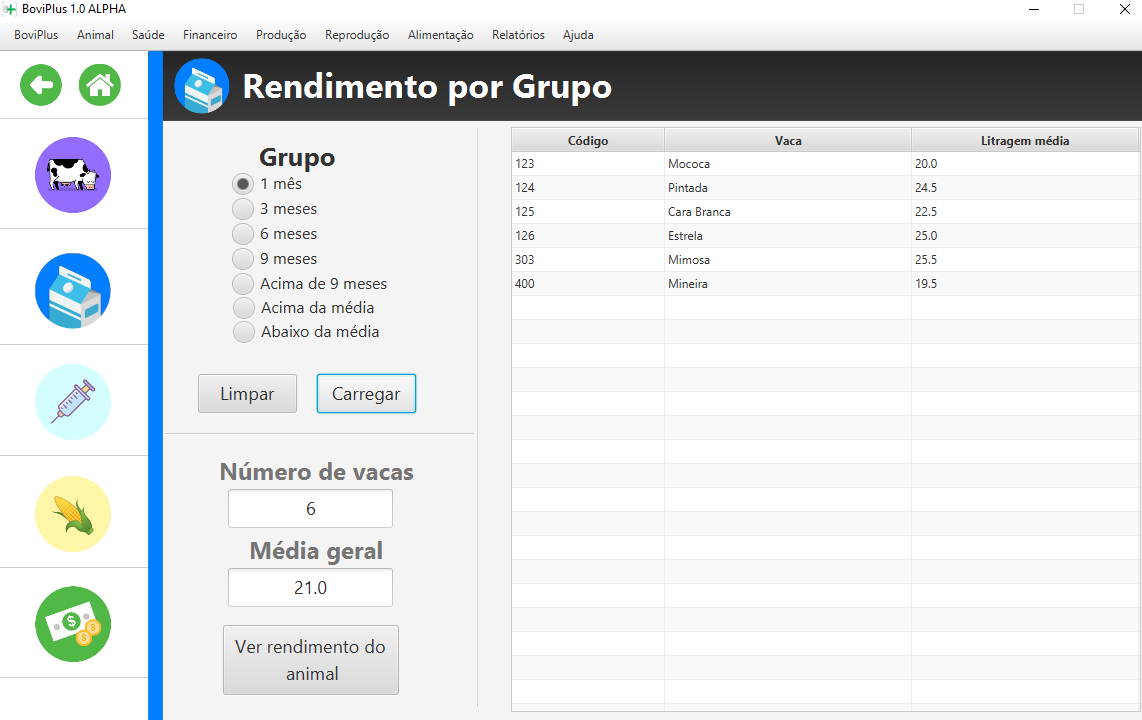 BoviPlus 1.0 ALPHA
BoviPlus Animal Saúde Financeiro Produção Reprodução Alimentação Relatórios Ajuda
Rendimento por Grupo
Grupo
1 mês
3 meses
6 meses
9 meses
Acima de 9 meses
Acima da média
Abaixo da média
Limpar Carregar
Número de vacas
6
Média geral
21.0
Ver rendimento do
animal
Código Vaca Litragem média
123 Mococa 20.0
124 Pintada 24.5
125 Cara Branca 22.5
126 Estrela 25.0
303 Mimosa 25.5
400 Mineira 19.5